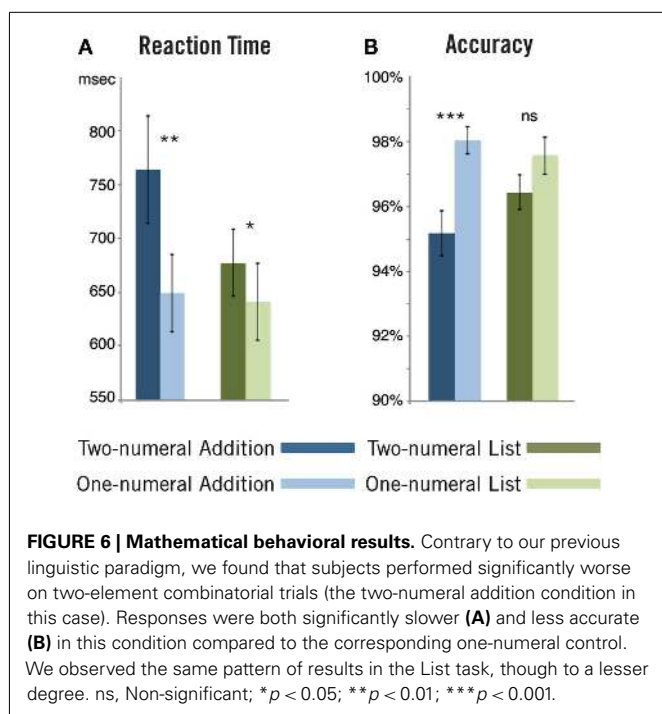 A Reaction Time
B Accuracy
msec
800
750
700
650
600
550
**
*
100%
98%
96%
94%
92%
90%
***
ns
Two-numeral Addition
Two-numeral List
One-numeral Addition
One-numeral List
FIGURE 6 | Mathematical behavioral results. Contrary to our previous
linguistic paradigm, we found that subjects performed significantly worse
on two-element combinatorial trials (the two-numeral addition condition in
this case). Responses were both significantly slower (A) and less accurate
(B) in this condition compared to the corresponding one-numeral control.
We observed the same pattern of results in the List task, though to a lesser
degree. ns, Non-significant; *p < 0.05; **p < 0.01; ***p < 0.001.